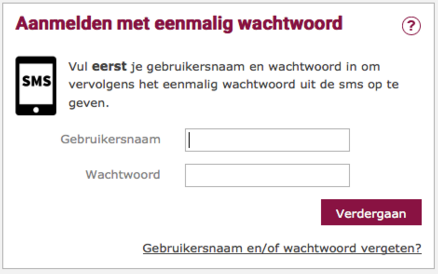 Aanmelden met eenmalig wachtwoord
?
SMS
Vul eerst je gebruikersnaam en wachtwoord in om
vervolgens het eenmalig wachtwoord uit de sms op te
geven.
Gebruikersnaam
Wachtwoord
Verdergaan
Gebruikersnaam en/of wachtwoord vergeten?